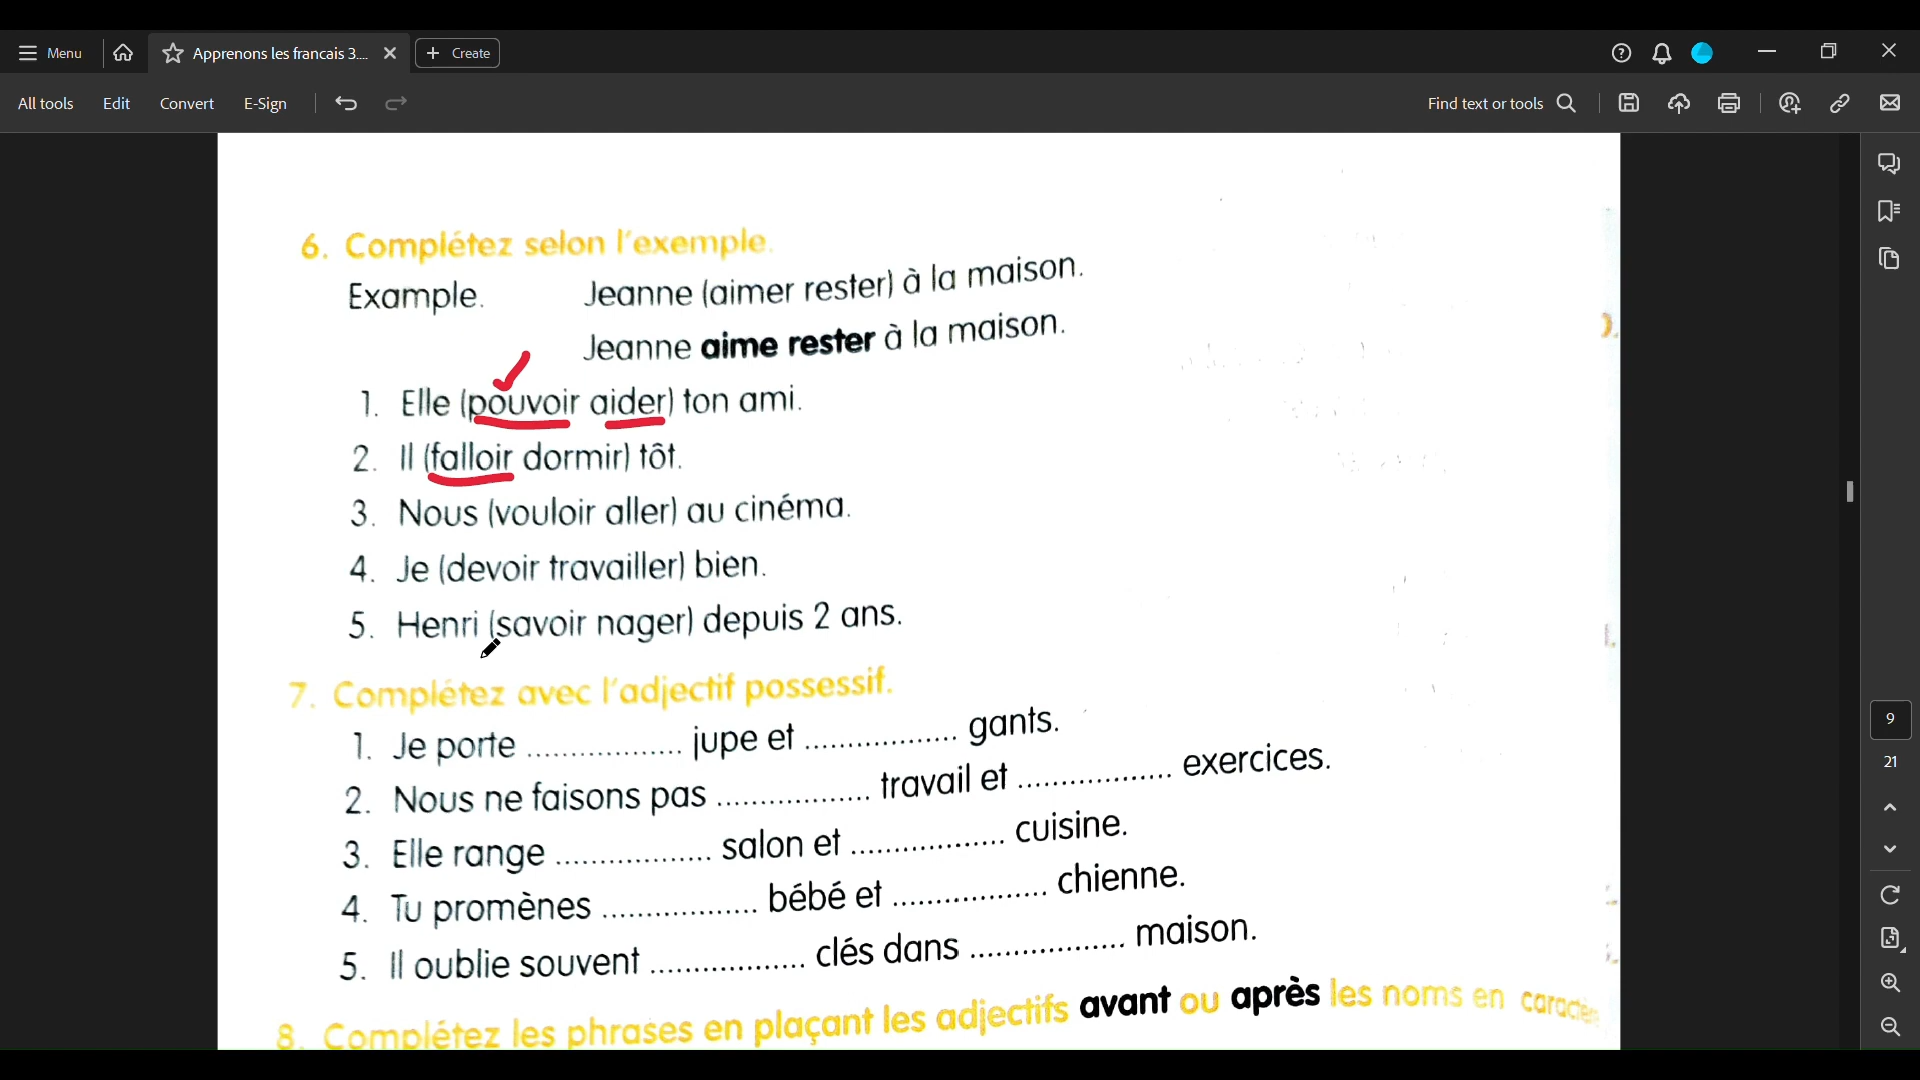 Menu
Apprenons les francais 3....
Create
All tools
Edit
Convert
E-Sign
Find text or tools
6. Complétez selon l'exemple.
Example. Jeanne (aimer rester) à la maison.
Jeanne aime rester à la maison.
1. Elle (pouvoir aider) ton ami.
2. Il (falloir dormir) tôt.
3. Nous (vouloir aller) au cinéma.
4. Je (devoir travailler) bien.
5. Henri (savoir nager) depuis 2 ans.
7. Complétez avec l'adjectif possessif.
1. Je porte ................. jupe et ................. gants.
2. Nous ne faisons pas ................. travail et ................. exercices.
3. Elle range ................. salon et ................. cuisine.
4. Tu promènes ................. bébé et ................. chienne.
5. Il oublie souvent ................. clés dans ................. maison.
8. Complétez les phrases en plaçant les adjectifs avant ou après les noms en
9
21